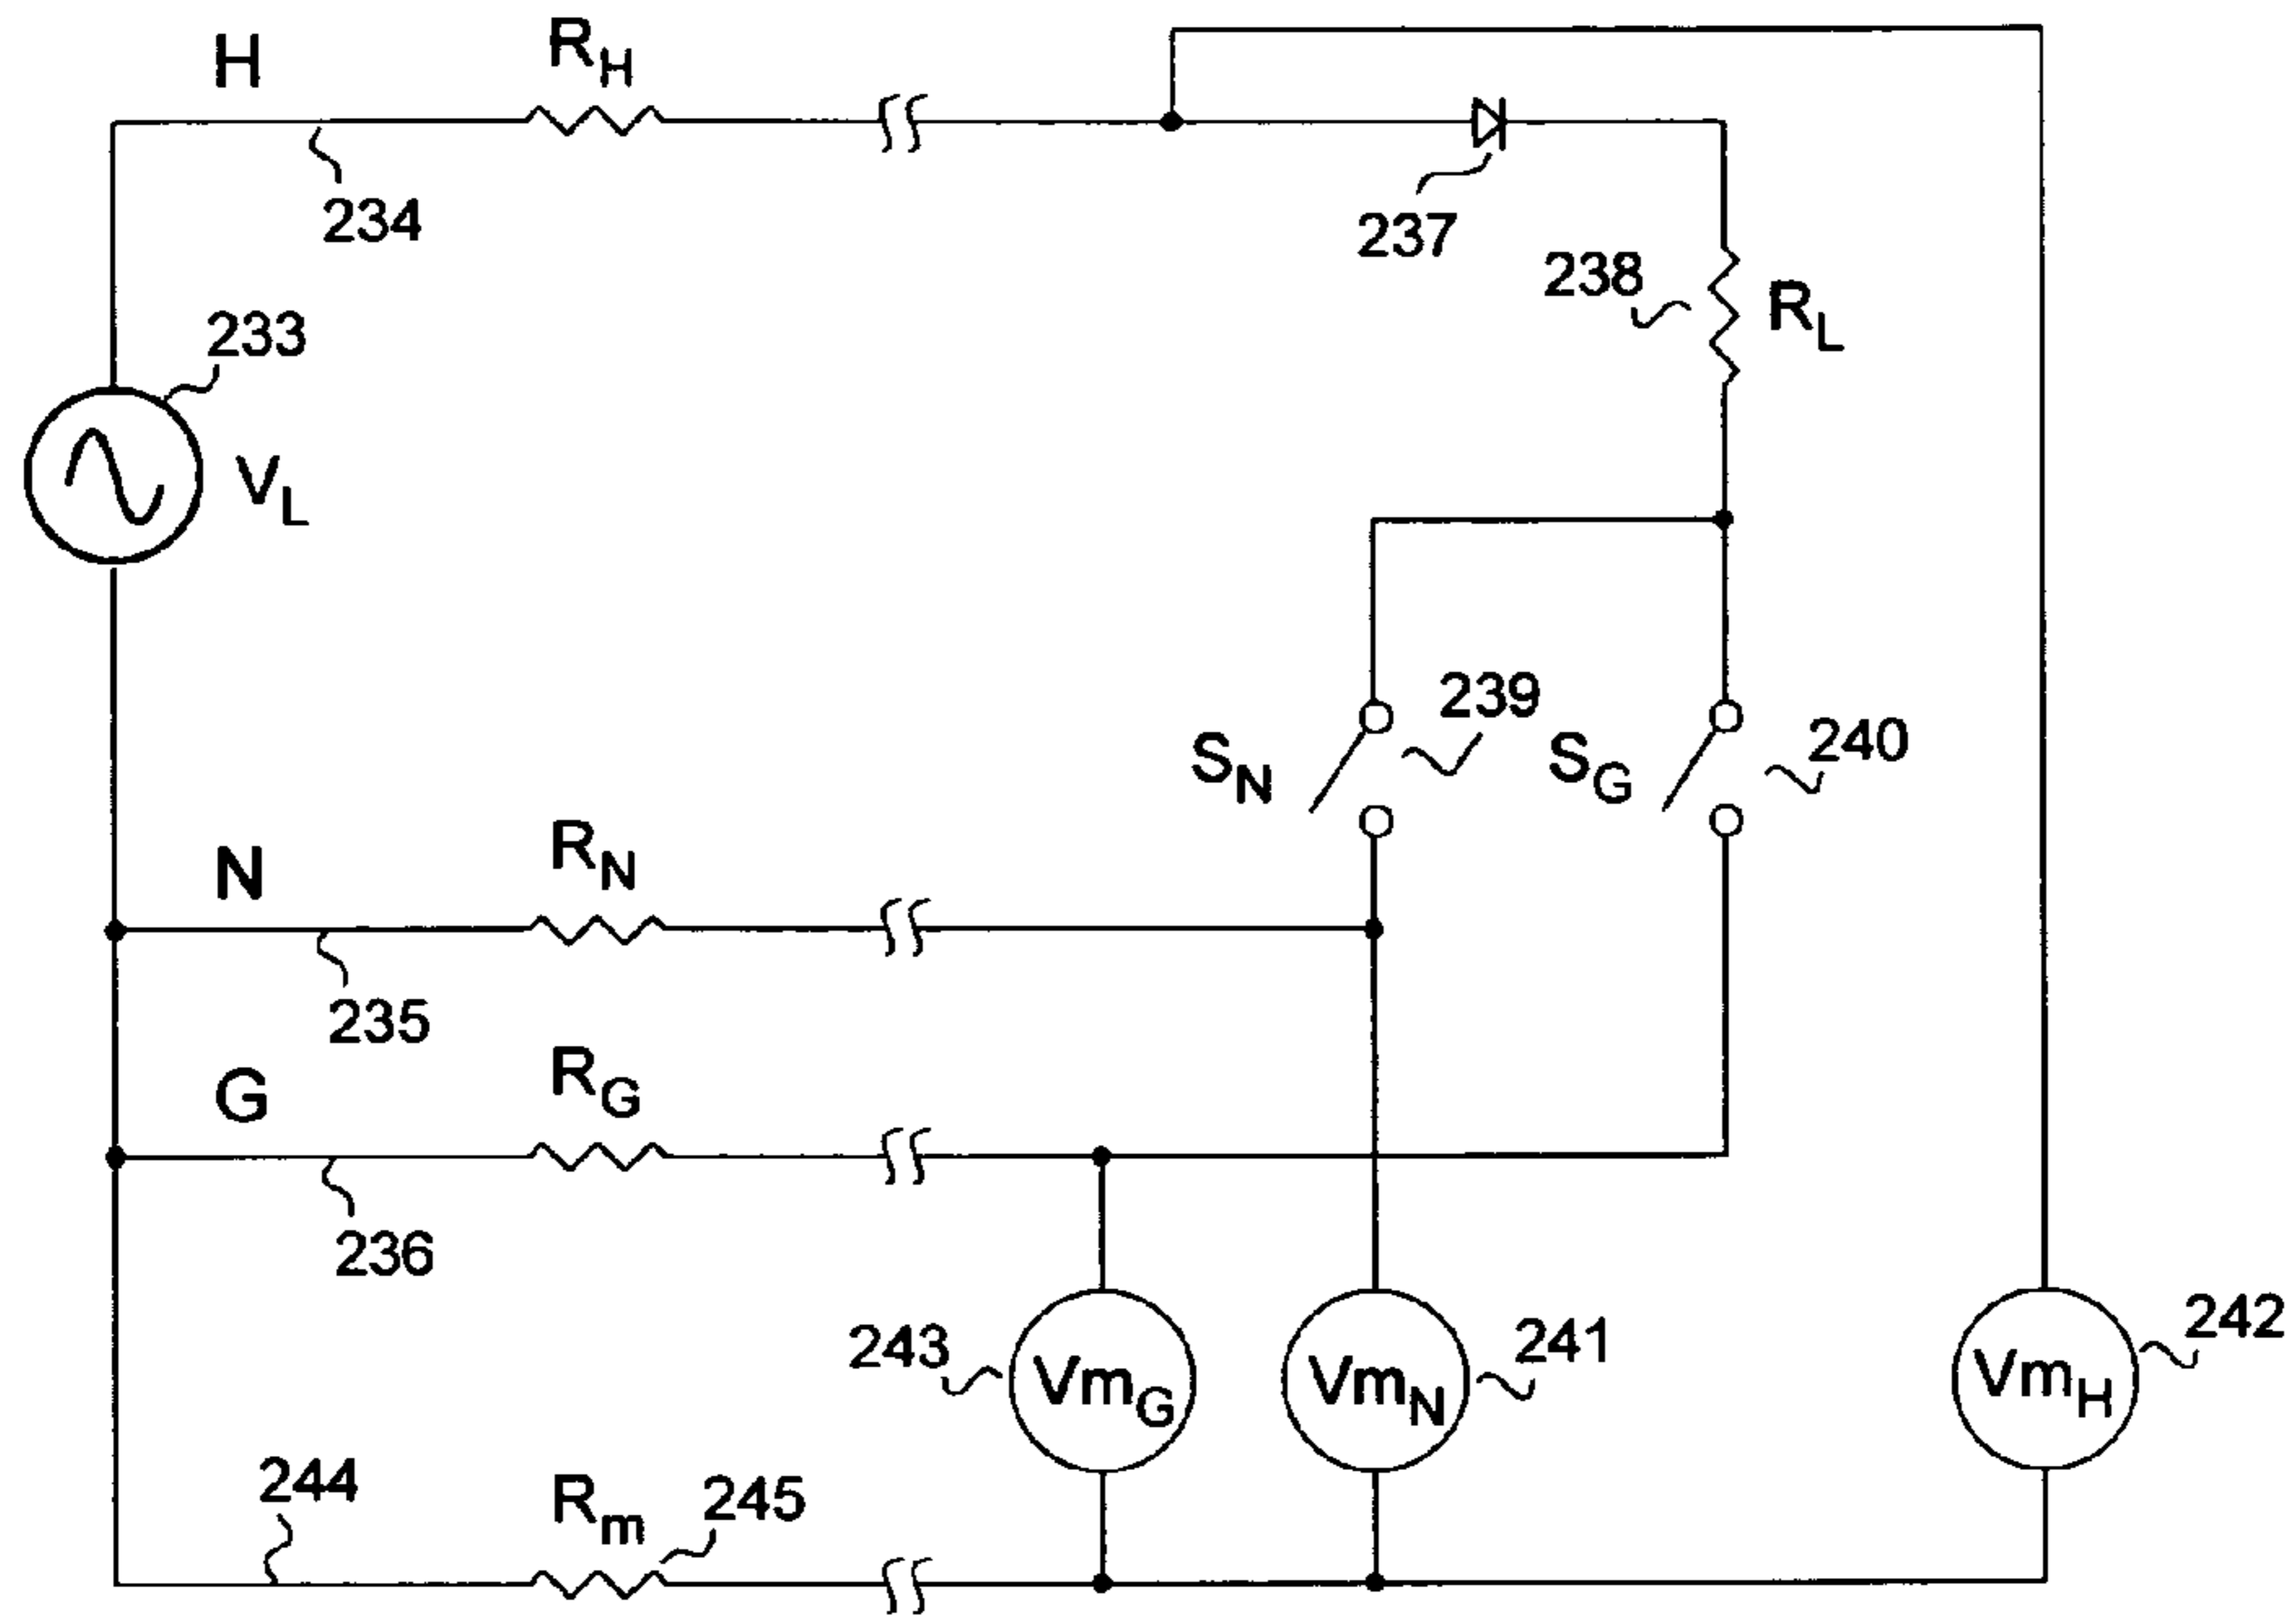 H
R_H
234
237
238
R_L
233
V_L
239
240
S_N
S_G
N
R_N
235
G
R_G
236
243
Vm_G
Vm_N
241
Vm_H
242
244
R_m
245